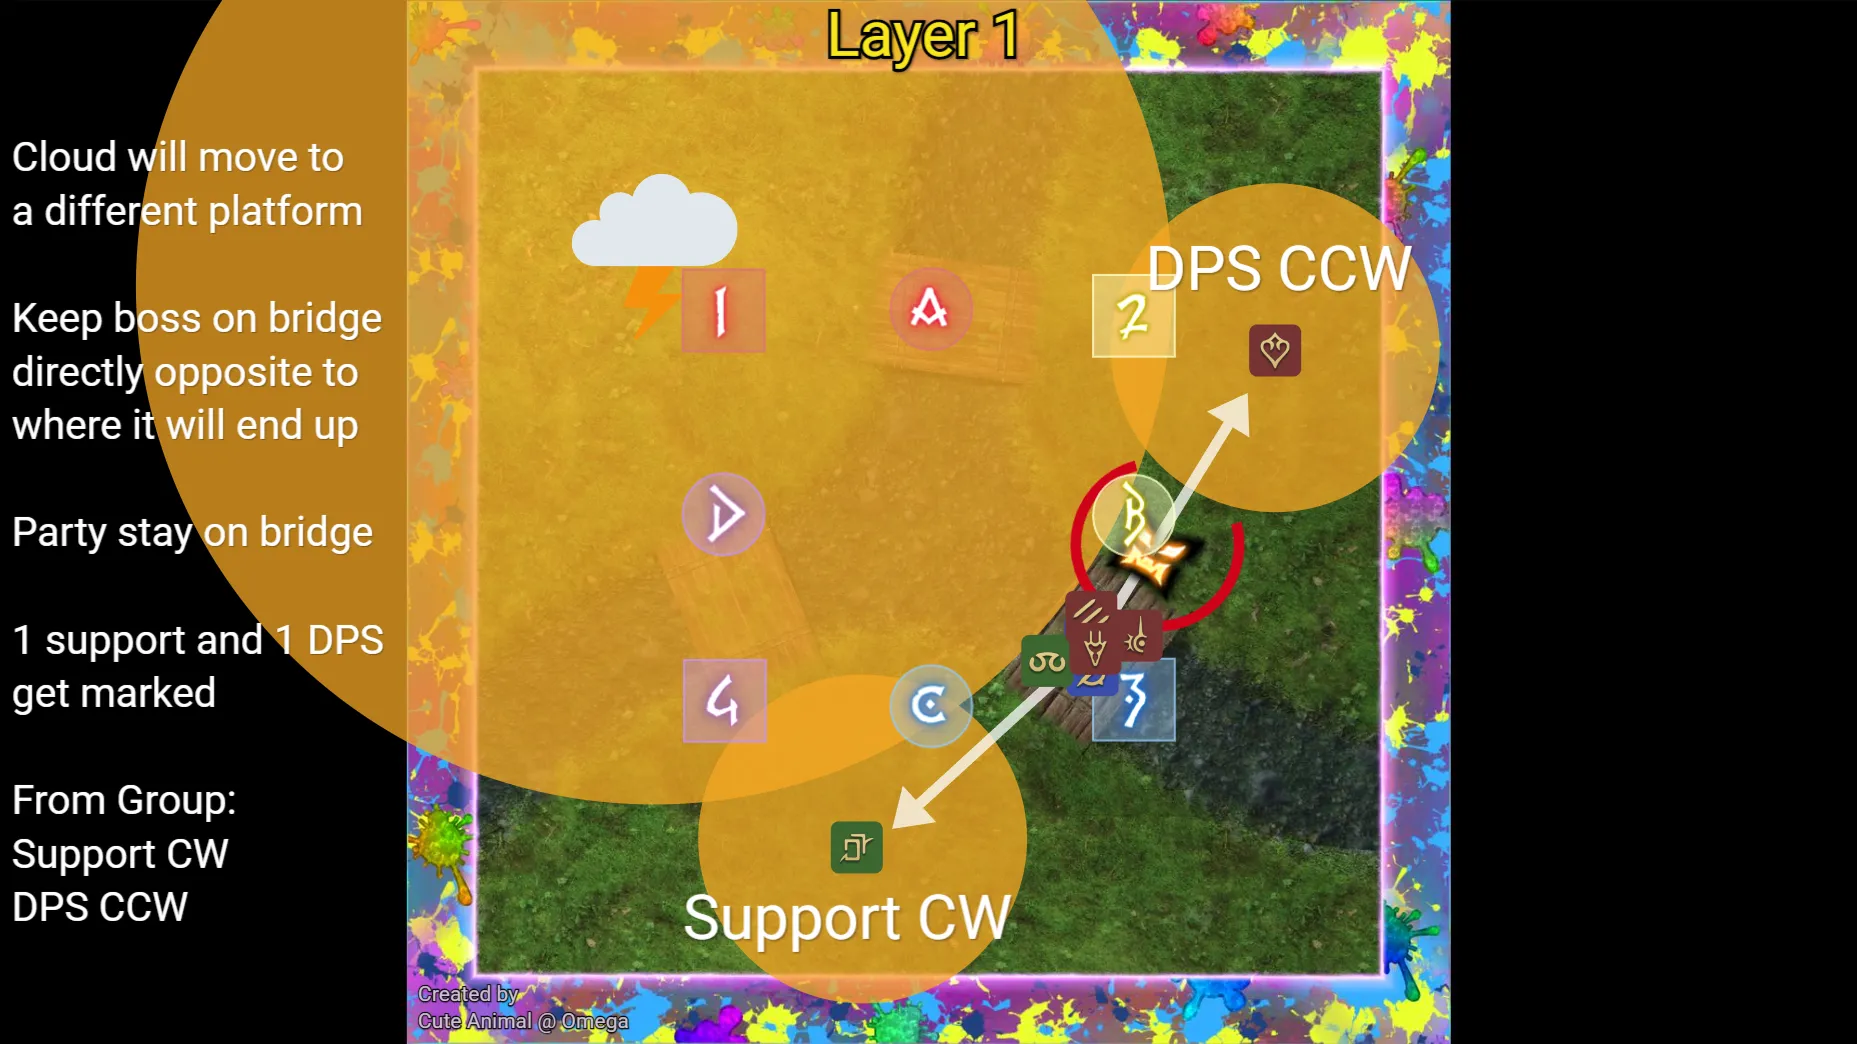 Layer 1
Cloud will move to
a different platform
Keep boss on bridge
directly opposite to
where it will end up
Party stay on bridge
1 support and 1 DPS
get marked
From Group:
Support CW
DPS CCW
DPS CCW
1
A
2
D
B
4
C
3
Support CW
Created by
Cute Animal @ Omega